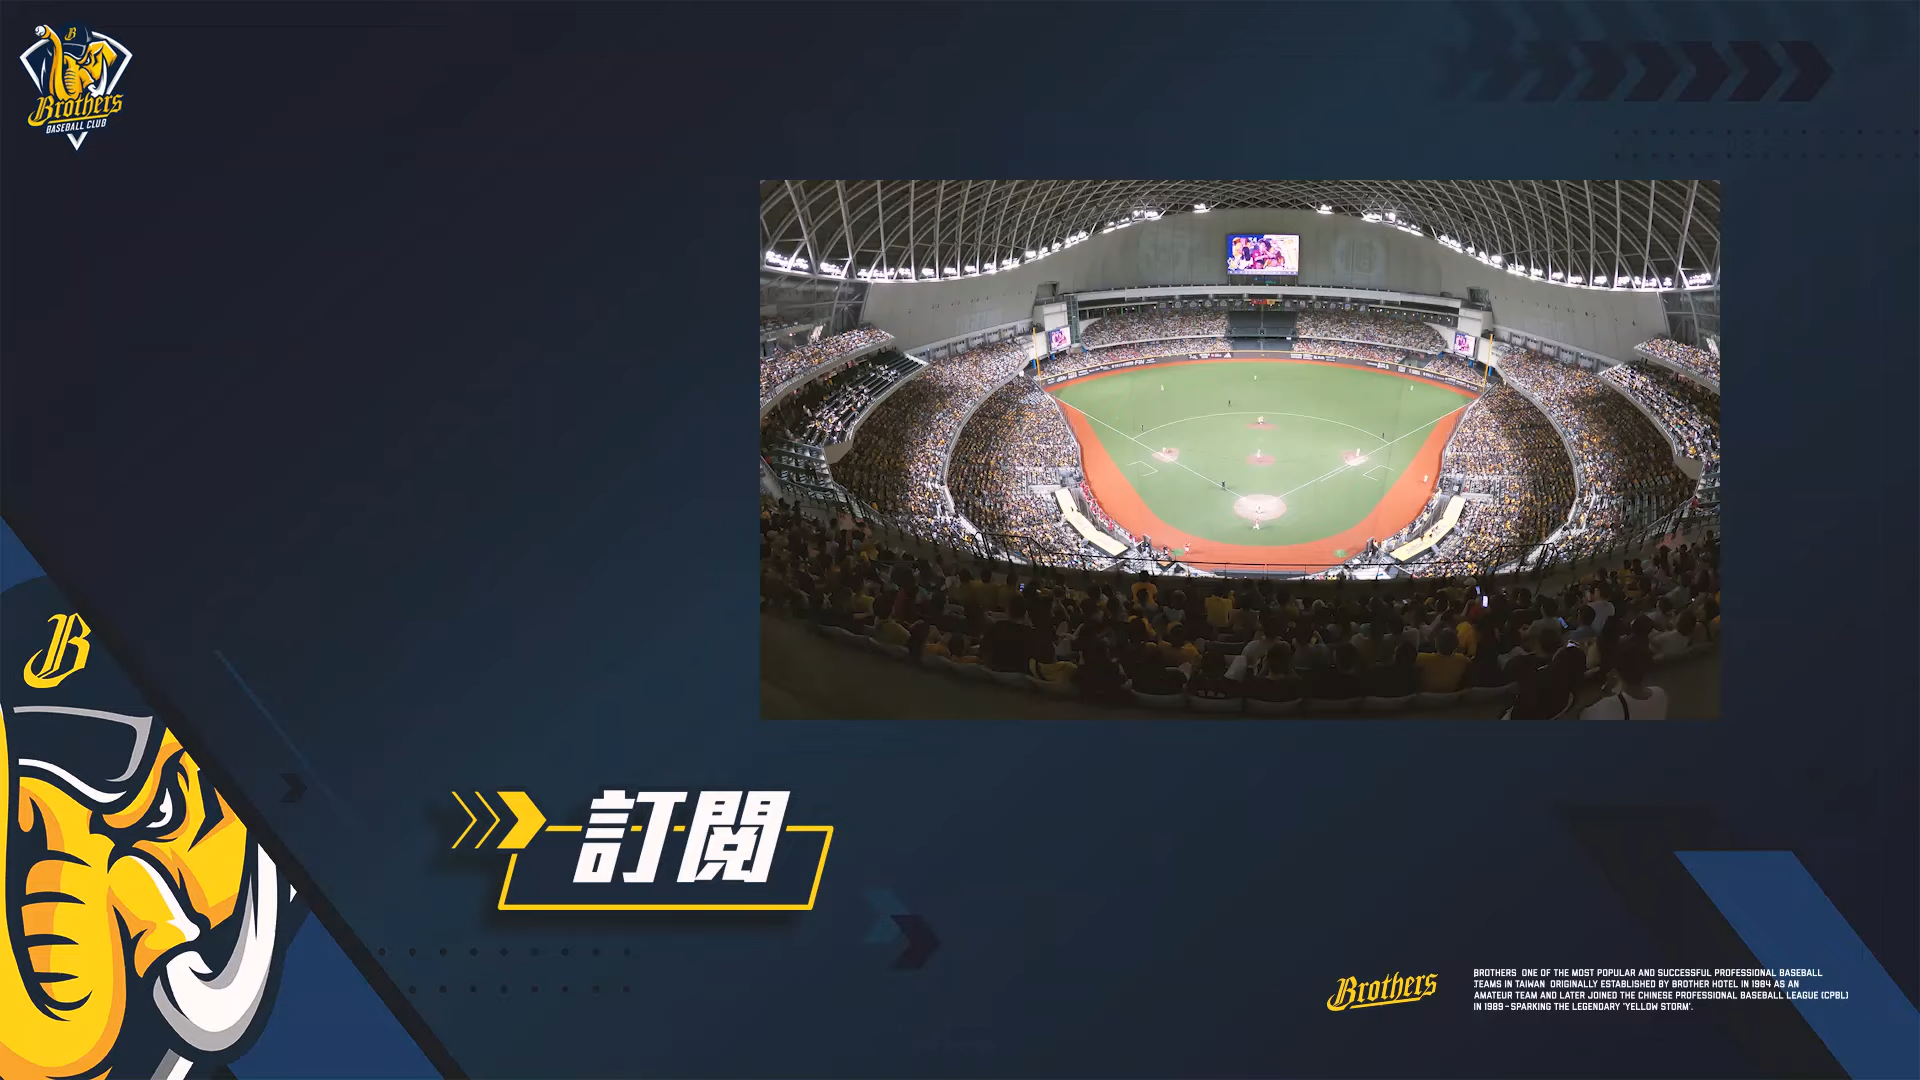 B
Brothers
BASEBALL CLUB
B
訂閱
Brothers
BROTHERS ONE OF THE MOST POPULAR AND SUCCESSFUL PROFESSIONAL BASEBALL
TEAMS IN TAIWAN ORIGINALLY ESTABLISHED BY BROTHER HOTEL IN 1984 AS AN
AMATEUR TEAM AND LATER JOINED THE CHINESE PROFESSIONAL BASEBALL LEAGUE (CPBL)
IN 1989-SPARKING THE LEGENDARY 'YELLOW STORM'.